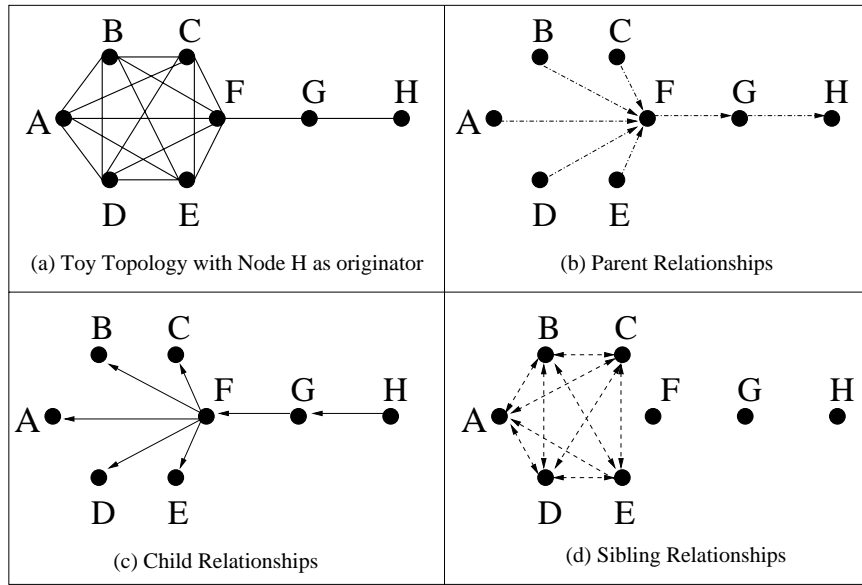 B C
F G H
A
D E
(a) Toy Topology with Node H as originator
B C
F G H
A
D E
(b) Parent Relationships
B C
F G H
A
D E
(c) Child Relationships
B C
F G H
A
D E
(d) Sibling Relationships